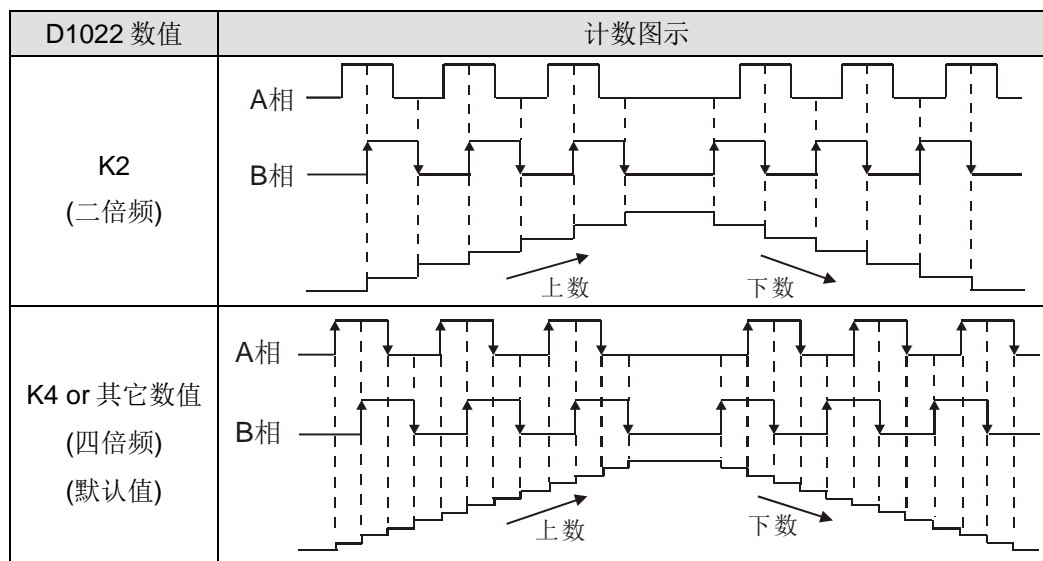 D1022 数值
计数图示
K2
(二倍频)
A相
B相
上数
下数
K4 or 其它数值
(四倍频)
(默认值)
A相
B相
上数
下数